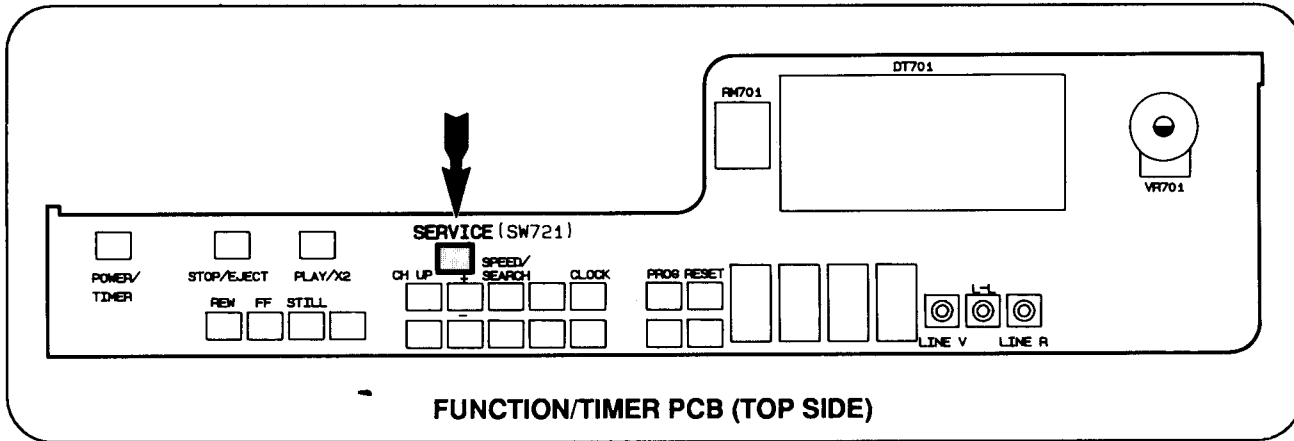 DT701
RM701
VR701
SERVICE (SW721)
POWER/
TIMER
STOP/EJECT
PLAY/X2
REW
FF
STILL
CH UP
+
-
SPEED/
SEARCH
CLOCK
PROG
RESET
L-L
LINE V
LINE R
FUNCTION/TIMER PCB (TOP SIDE)